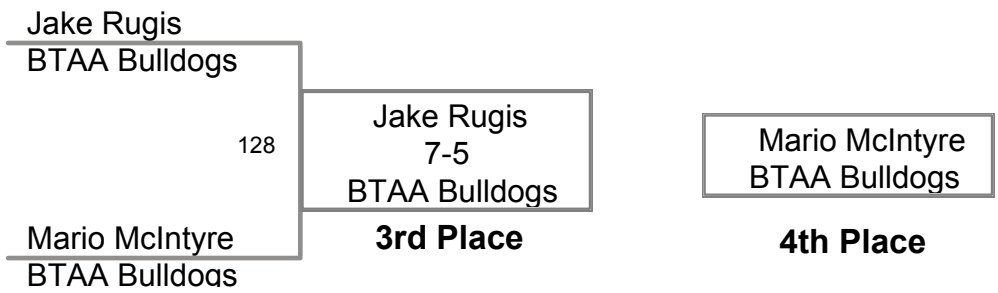 Jake Rugis
BTAA Bulldogs
128
Jake Rugis
7-5
BTAA Bulldogs
3rd Place
Mario McIntyre
BTAA Bulldogs
Mario McIntyre
BTAA Bulldogs
4th Place